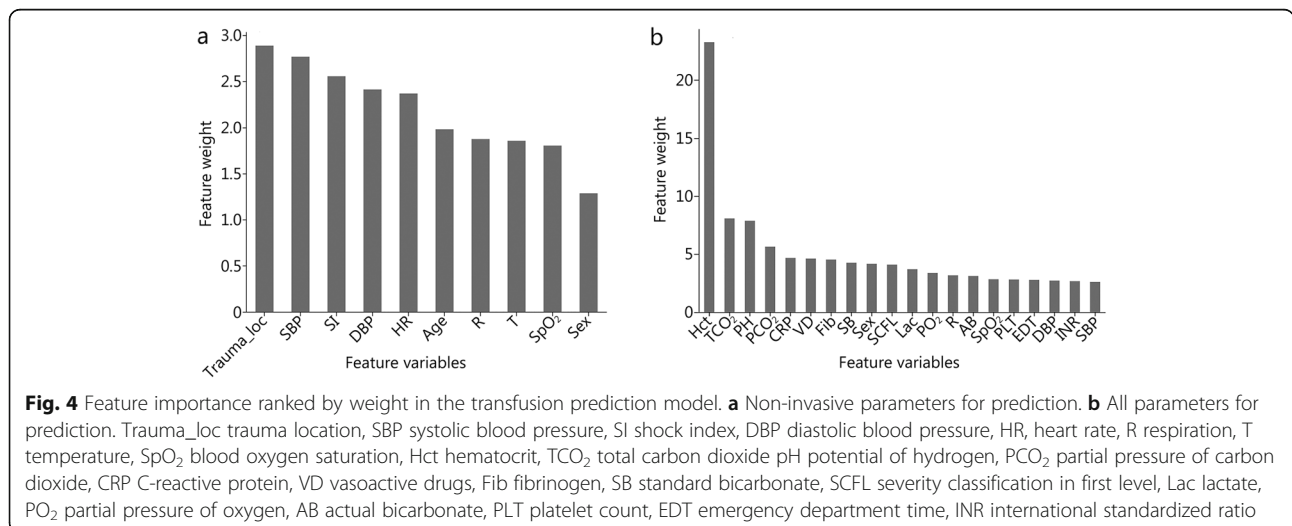 a
3.0
2.5
2.0
1.5
1.0
0.5
0
Feature weight
Trauma_loc
SBP
SI
DBP
HR
Age
R
T
SpO₂
Sex
Feature variables
b
20
15
10
5
0
Feature weight
Hct
TCO₂
PH
PCO₂
CRP
VD
Fib
SB
Sex
SCFL
Lac
PO₂
R
AB
SpO₂
PLT
EDT
DBP
INR
SBP
Feature variables
Fig. 4 Feature importance ranked by weight in the transfusion prediction model. a Non-invasive parameters for prediction. b All parameters for
prediction. Trauma_loc trauma location, SBP systolic blood pressure, SI shock index, DBP diastolic blood pressure, HR, heart rate, R respiration, T
temperature, SpO₂ blood oxygen saturation, Hct hematocrit, TCO₂ total carbon dioxide pH potential of hydrogen, PCO₂ partial pressure of carbon
dioxide, CRP C-reactive protein, VD vasoactive drugs, Fib fibrinogen, SB standard bicarbonate, SCFL severity classification in first level, Lac lactate,
PO₂ partial pressure of oxygen, AB actual bicarbonate, PLT platelet count, EDT emergency department time, INR international standardized ratio